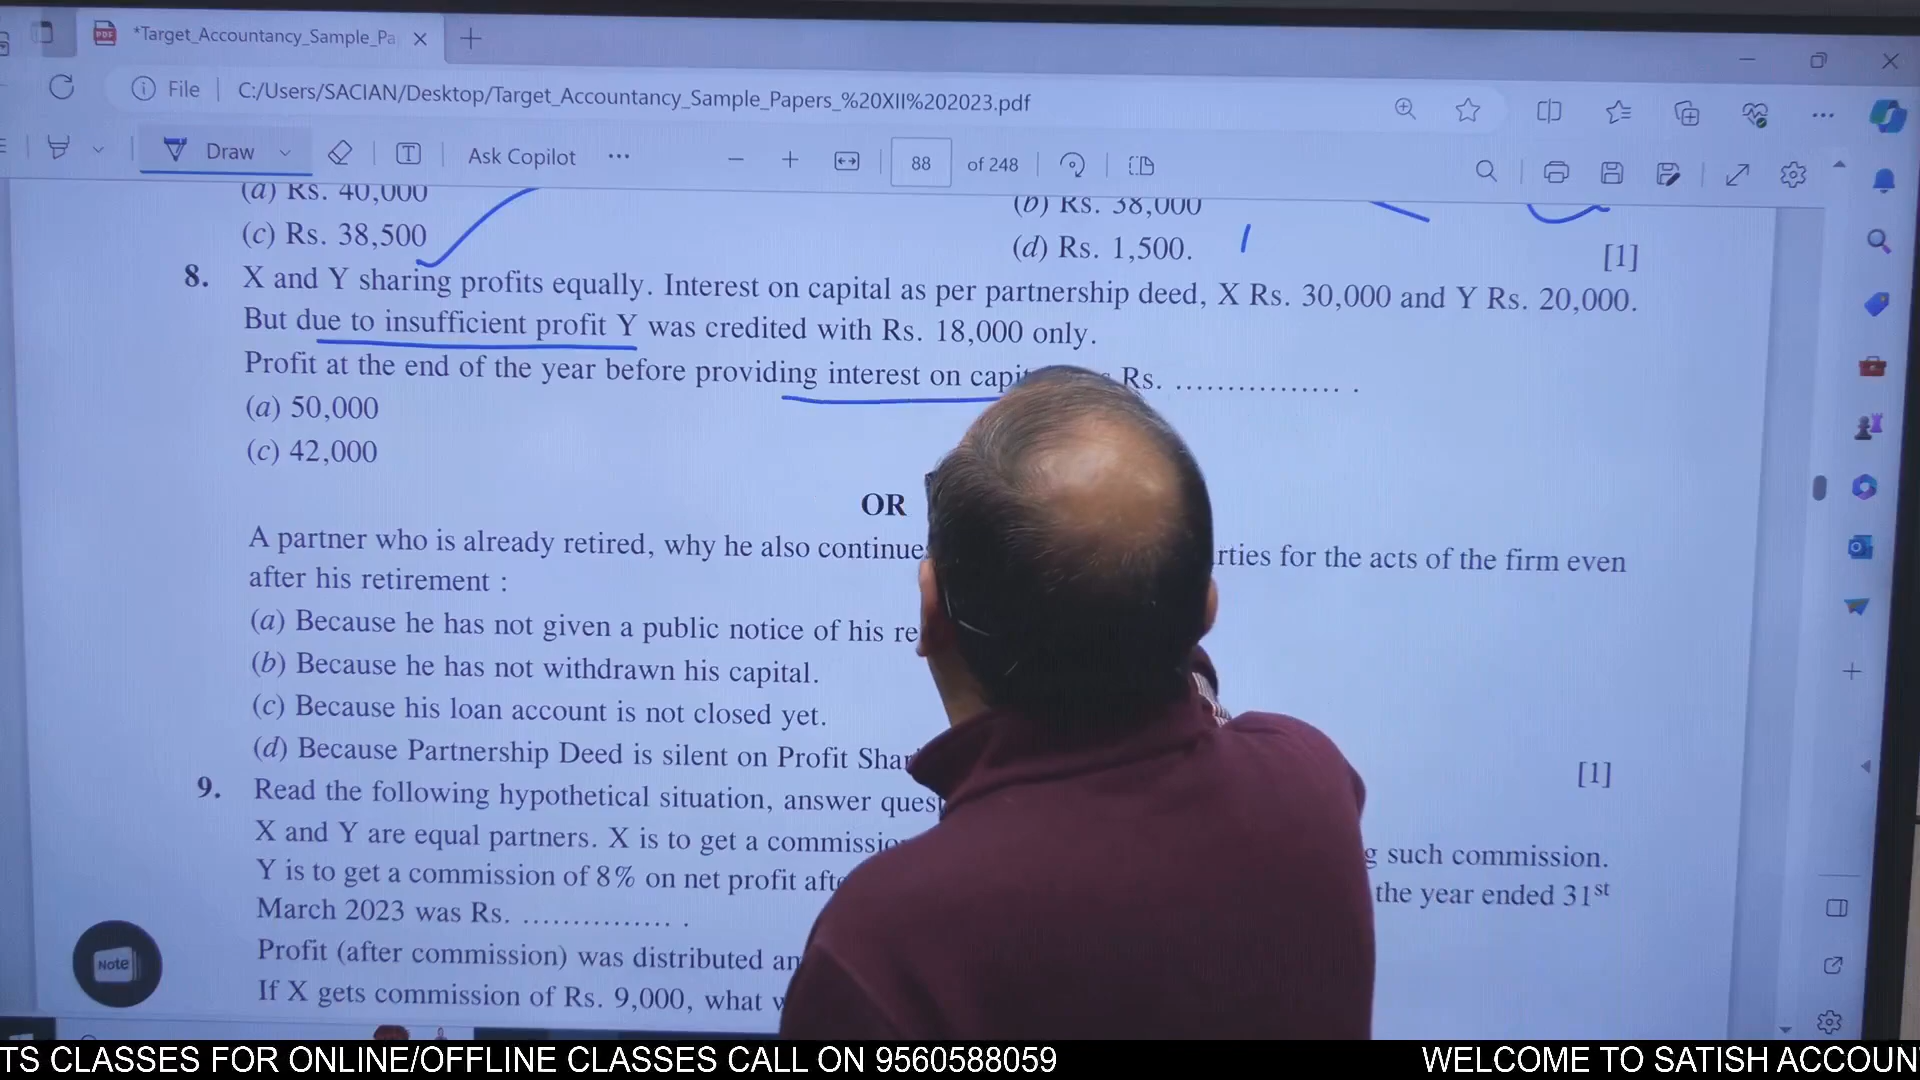 *Target_Accountancy_Sample_Pa
File C:/Users/SACIAN/Desktop/Target_Accountancy_Sample_Papers_%20XII%202023.pdf
Draw Ask Copilot 88 of 248
(a) Rs. 40,000 (b) Rs. 38,000
(c) Rs. 38,500 (d) Rs. 1,500. [1]
8. X and Y sharing profits equally. Interest on capital as per partnership deed, X Rs. 30,000 and Y Rs. 20,000.
But due to insufficient profit Y was credited with Rs. 18,000 only.
Profit at the end of the year before providing interest on Rs. ................ .
(a) 50,000
(c) 42,000
OR
A partner who is already retired, why he also for the acts of the firm even
after his retirement :
(a) Because he has not given a public notice of his
(b) Because he has not withdrawn his capital.
(c) Because his loan account is not closed yet.
(d) Because Partnership Deed is silent on Profit [1]
9. Read the following hypothetical situation, answer
X and Y are equal partners. X is to get a such commission.
Y is to get a commission of 8% on net profit the year ended 31st
March 2023 was Rs. ............... .
Profit (after commission) was distributed
If X gets commission of Rs. 9,000, what
Note
TS CLASSES FOR ONLINE/OFFLINE CLASSES CALL ON 9560588059 WELCOME TO SATISH ACCOUN